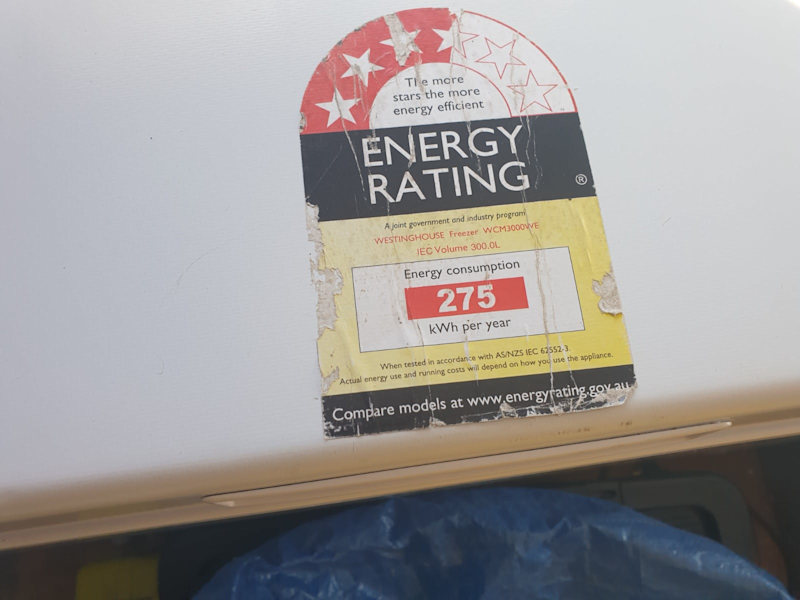 The more
stars the more
energy efficient
ENERGY
RATING
®
A joint government and industry program
WESTINGHOUSE Freezer WCM3000WE
IEC Volume 300.0L
Energy consumption
275
kWh per year
When tested in accordance with AS/NZS IEC 62552-3.
Actual energy use and running costs will depend on how you use the appliance.
Compare models at www.energyrating.gov.au